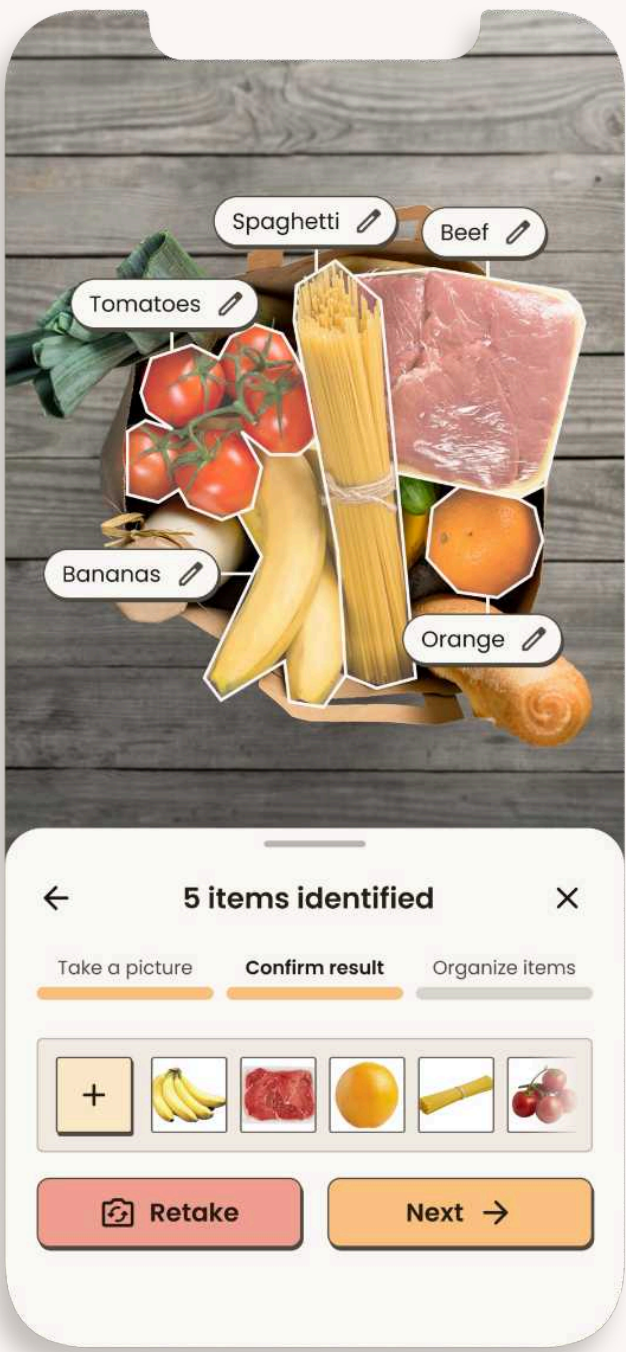 Spaghetti
Beef
Tomatoes
Bananas
Orange
5 items identified
Take a picture
Confirm result
Organize items
+
Retake
Next →